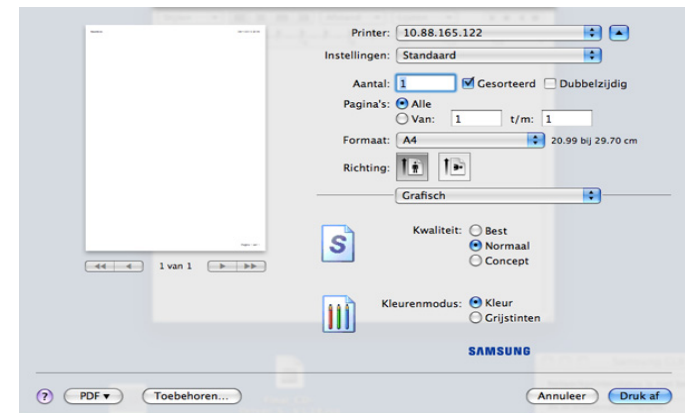 Printer: 10.88.165.122
Instellingen: Standaard
Aantal: 1 Gesorteerd Dubbelzijdig
Pagina's: Alle
Van: 1 t/m: 1
Formaat: A4 20.99 bij 29.70 cm
Richting:
Grafisch
Kwaliteit: Best
S Normaal
Concept
1 van 1
Kleurenmodus: Kleur
Grijstinten
SAMSUNG
? PDF Toebehoren... Annuleer Druk af